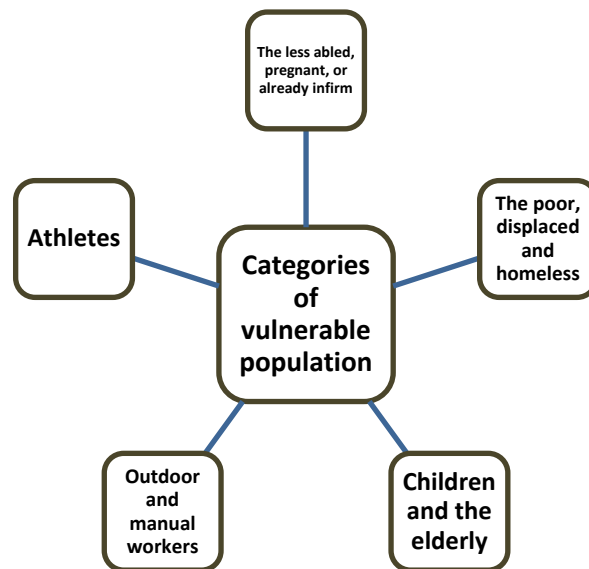 The less abled,
pregnant, or
already infirm
Athletes
The poor,
displaced
and
homeless
Categories
of
vulnerable
population
Outdoor
and
manual
workers
Children
and the
elderly